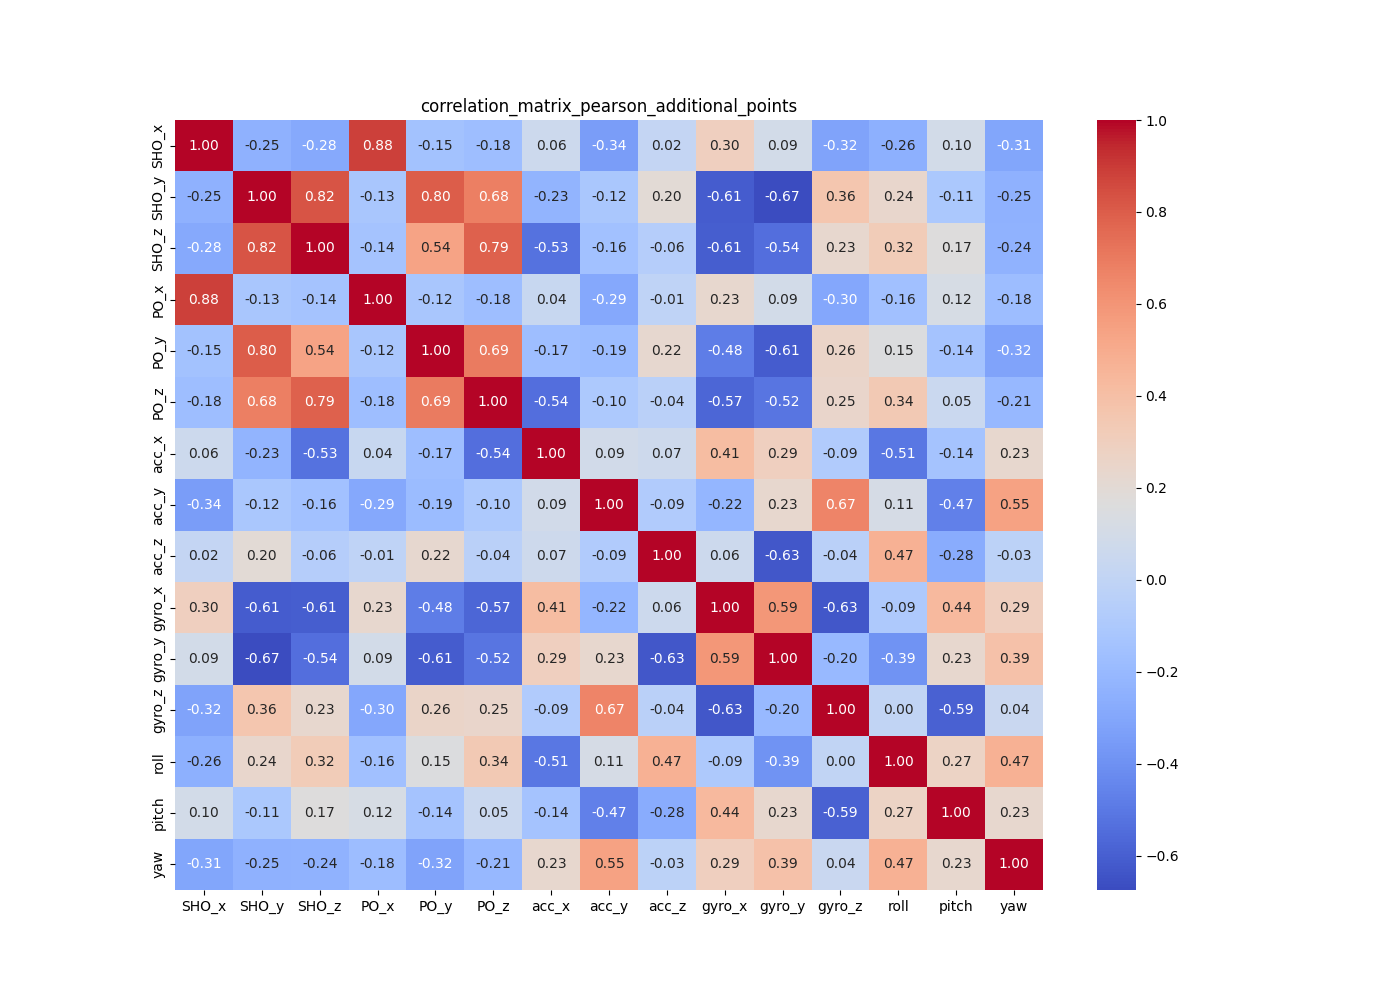 correlation_matrix_pearson_additional_points
SHO_x 1.00 -0.25 -0.28 0.88 -0.15 -0.18 0.06 -0.34 0.02 0.30 0.09 -0.32 -0.26 0.10 -0.31
SHO_y -0.25 1.00 0.82 -0.13 0.80 0.68 -0.23 -0.12 0.20 -0.61 -0.67 0.36 0.24 -0.11 -0.25
SHO_z -0.28 0.82 1.00 -0.14 0.54 0.79 -0.53 -0.16 -0.06 -0.61 -0.54 0.23 0.32 0.17 -0.24
PO_x 0.88 -0.13 -0.14 1.00 -0.12 -0.18 0.04 -0.29 -0.01 0.23 0.09 -0.30 -0.16 0.12 -0.18
PO_y -0.15 0.80 0.54 -0.12 1.00 0.69 -0.17 -0.19 0.22 -0.48 -0.61 0.26 0.15 -0.14 -0.32
PO_z -0.18 0.68 0.79 -0.18 0.69 1.00 -0.54 -0.10 -0.04 -0.57 -0.52 0.25 0.34 0.05 -0.21
acc_x 0.06 -0.23 -0.53 0.04 -0.17 -0.54 1.00 0.09 0.07 0.41 0.29 -0.09 -0.51 -0.14 0.23
acc_y -0.34 -0.12 -0.16 -0.29 -0.19 -0.10 0.09 1.00 -0.09 -0.22 0.23 0.67 0.11 -0.47 0.55
acc_z 0.02 0.20 -0.06 -0.01 0.22 -0.04 0.07 -0.09 1.00 0.06 -0.63 -0.04 0.47 -0.28 -0.03
gyro_x 0.30 -0.61 -0.61 0.23 -0.48 -0.57 0.41 -0.22 0.06 1.00 0.59 -0.63 -0.09 0.44 0.29
gyro_y 0.09 -0.67 -0.54 0.09 -0.61 -0.52 0.29 0.23 -0.63 0.59 1.00 -0.20 -0.39 0.23 0.39
gyro_z -0.32 0.36 0.23 -0.30 0.26 0.25 -0.09 0.67 -0.04 -0.63 -0.20 1.00 0.00 -0.59 0.04
roll -0.26 0.24 0.32 -0.16 0.15 0.34 -0.51 0.11 0.47 -0.09 -0.39 0.00 1.00 0.27 0.47
pitch 0.10 -0.11 0.17 0.12 -0.14 0.05 -0.14 -0.47 -0.28 0.44 0.23 -0.59 0.27 1.00 0.23
yaw -0.31 -0.25 -0.24 -0.18 -0.32 -0.21 0.23 0.55 -0.03 0.29 0.39 0.04 0.47 0.23 1.00
SHO_x SHO_y SHO_z PO_x PO_y PO_z acc_x acc_y acc_z gyro_x gyro_y gyro_z roll pitch yaw
1.0
0.8
0.6
0.4
0.2
0.0
−0.2
−0.4
−0.6